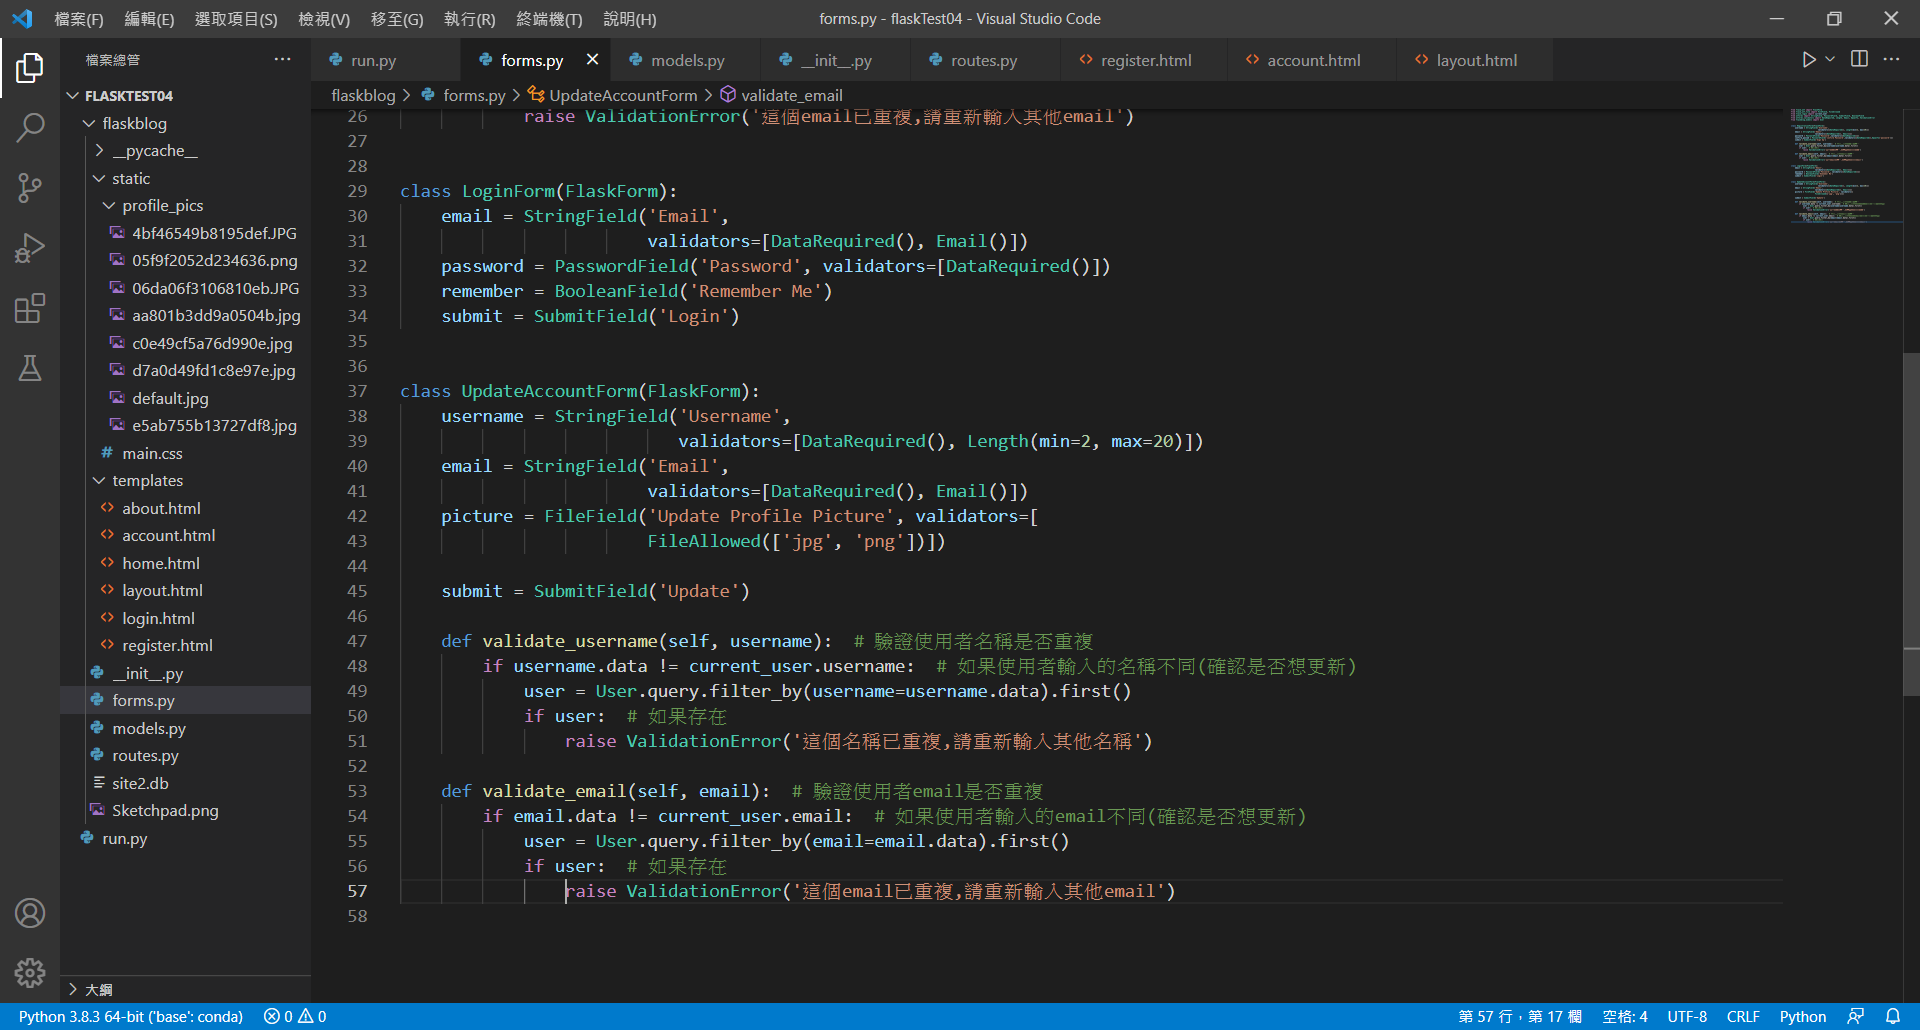 檔案(F) 編輯(E) 選取項目(S) 檢視(V) 移至(G) 執行(R) 終端機(T) 說明(H) forms.py - flaskTest04 - Visual Studio Code
檔案總管
run.py forms.py models.py __init__.py routes.py register.html account.html layout.html
FLASKTEST04
flaskblog
__pycache__
static
profile_pics
4bf46549b8195def.JPG
05f9f2052d234636.png
06da06f3106810eb.JPG
aa801b3dd9a0504b.jpg
c0e49cf5a76d990e.jpg
d7a0d49fd1c8e97e.jpg
default.jpg
e5ab755b13727df8.jpg
main.css
templates
about.html
account.html
home.html
layout.html
login.html
register.html
__init__.py
forms.py
models.py
routes.py
site2.db
Sketchpad.png
run.py
大綱
flaskblog > forms.py > UpdateAccountForm > validate_email
26 raise ValidationError('這個email已重複,請重新輸入其他email')
27
28
29 class LoginForm(FlaskForm):
30 email = StringField('Email',
31 validators=[DataRequired(), Email()])
32 password = PasswordField('Password', validators=[DataRequired()])
33 remember = BooleanField('Remember Me')
34 submit = SubmitField('Login')
35
36
37 class UpdateAccountForm(FlaskForm):
38 username = StringField('Username',
39 validators=[DataRequired(), Length(min=2, max=20)])
40 email = StringField('Email',
41 validators=[DataRequired(), Email()])
42 picture = FileField('Update Profile Picture', validators=[
43 FileAllowed(['jpg', 'png'])])
44
45 submit = SubmitField('Update')
46
47 def validate_username(self, username): # 驗證使用者名稱是否重複
48 if username.data != current_user.username: # 如果使用者輸入的名稱不同(確認是否想更新)
49 user = User.query.filter_by(username=username.data).first()
50 if user: # 如果存在
51 raise ValidationError('這個名稱已重複,請重新輸入其他名稱')
52
53 def validate_email(self, email): # 驗證使用者email是否重複
54 if email.data != current_user.email: # 如果使用者輸入的email不同(確認是否想更新)
55 user = User.query.filter_by(email=email.data).first()
56 if user: # 如果存在
57 raise ValidationError('這個email已重複,請重新輸入其他email')
58
Python 3.8.3 64-bit ('base': conda) 0 0 第 57 行，第 17 欄 空格: 4 UTF-8 CRLF Python